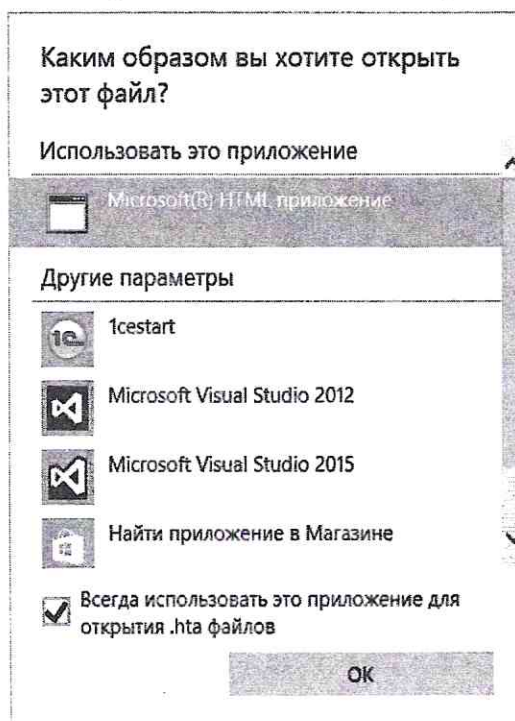 Каким образом вы хотите открыть
этот файл?
Использовать это приложение
Microsoft(R) HTML приложение
Другие параметры
1cestart
Microsoft Visual Studio 2012
Microsoft Visual Studio 2015
Найти приложение в Магазине
Всегда использовать это приложение для
открытия .hta файлов
ОК